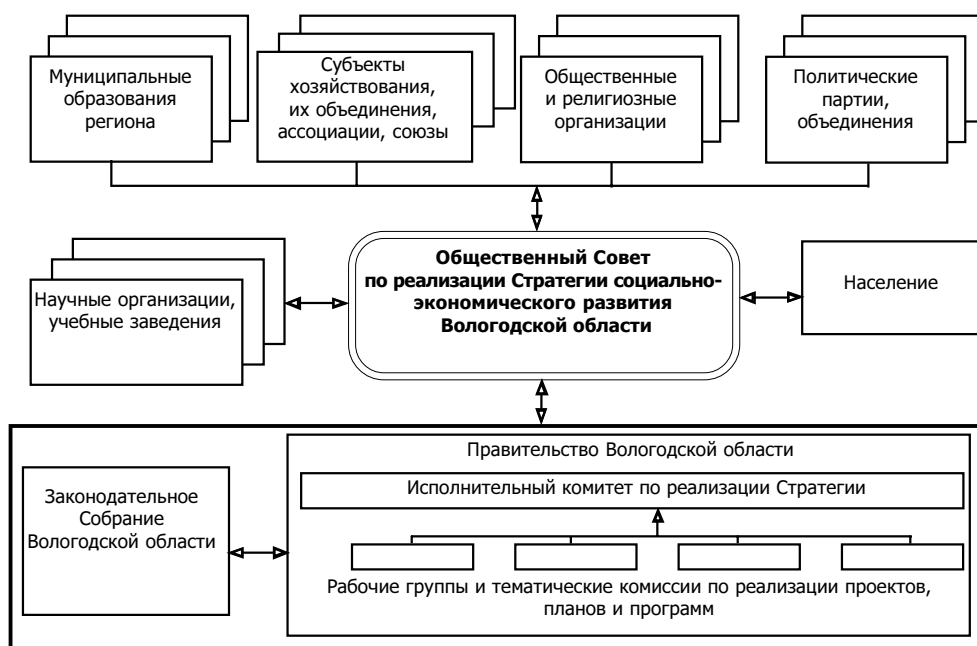 Муниципальные
образования
региона
Субъекты
хозяйствования,
их объединения,
ассоциации, союзы
Общественные
и религиозные
организации
Политические
партии,
объединения
Научные организации,
учебные заведения
Общественный Совет
по реализации Стратегии социально-
экономического развития
Вологодской области
Население
Законодательное
Собрание
Вологодской области
Правительство Вологодской области
Исполнительный комитет по реализации Стратегии
Рабочие группы и тематические комиссии по реализации проектов,
планов и программ